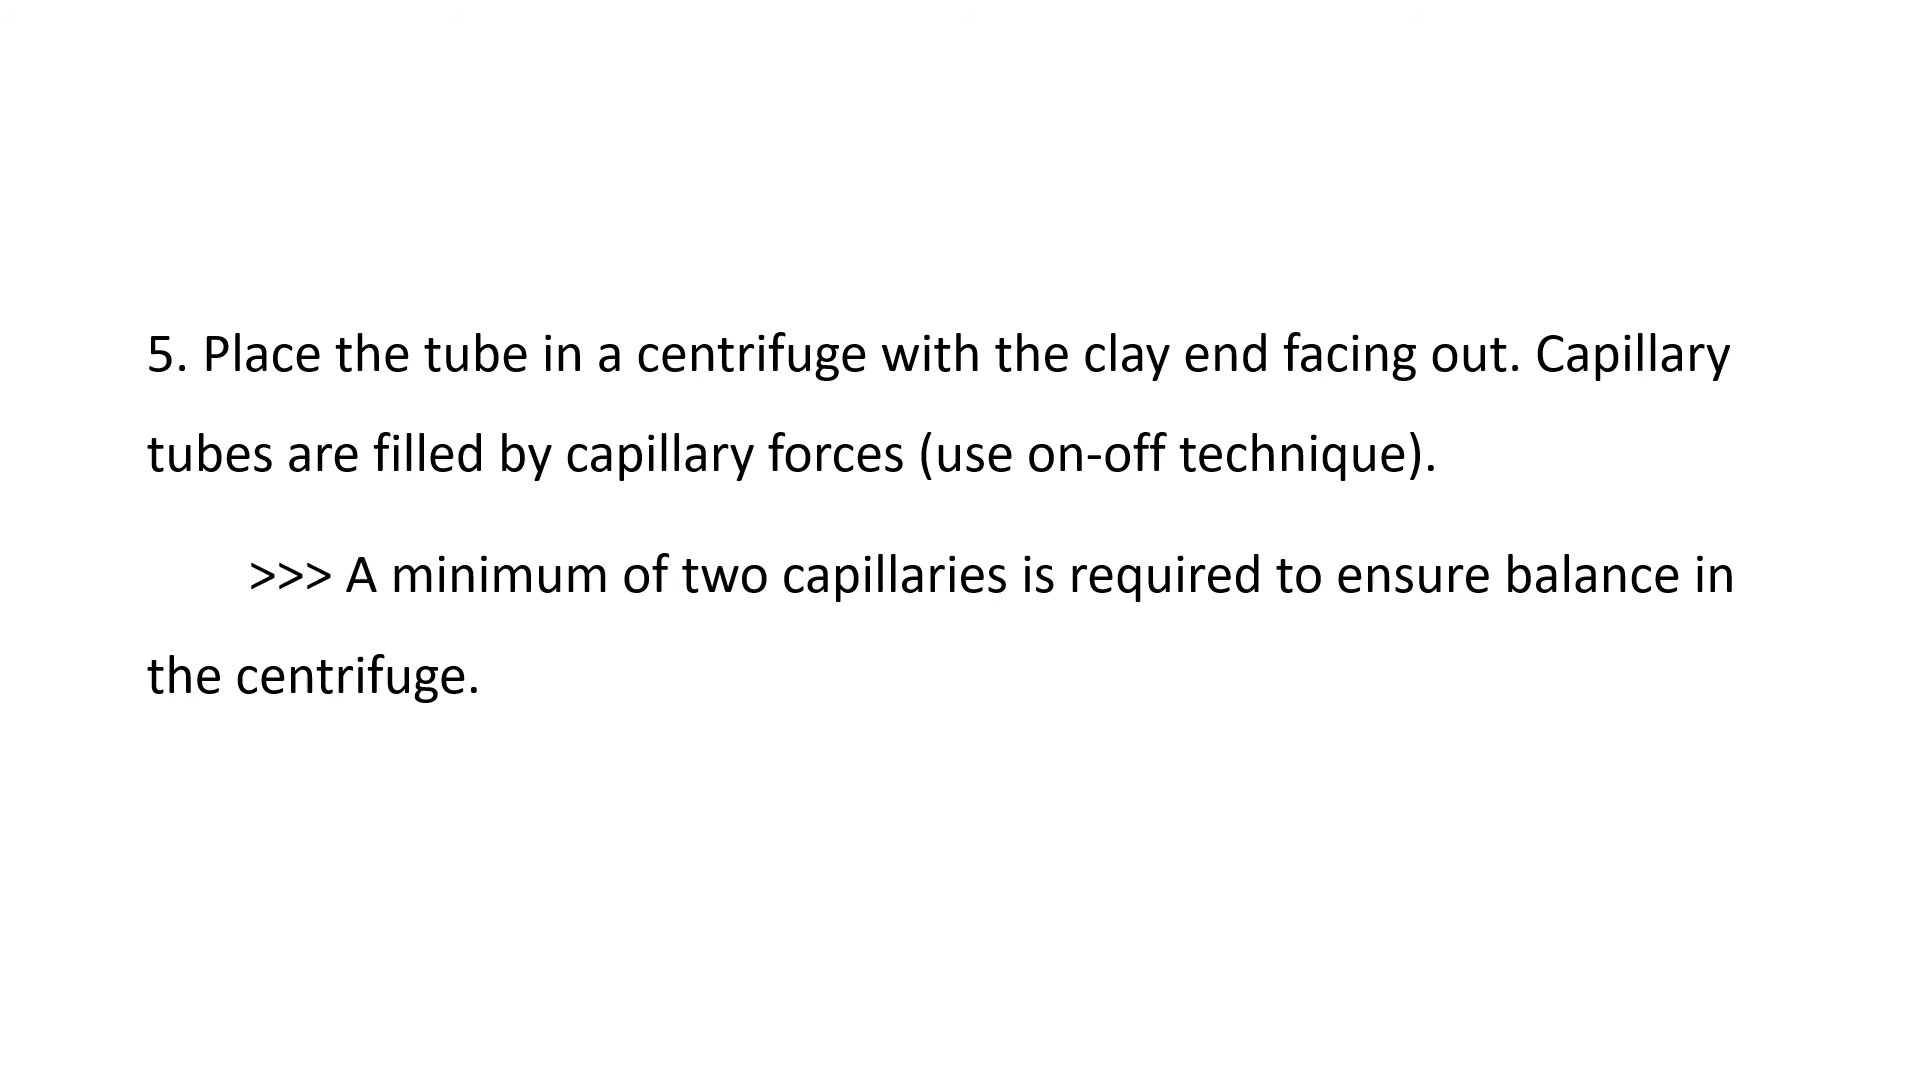 5. Place the tube in a centrifuge with the clay end facing out. Capillary
tubes are filled by capillary forces (use on-off technique).
>>> A minimum of two capillaries is required to ensure balance in
the centrifuge.